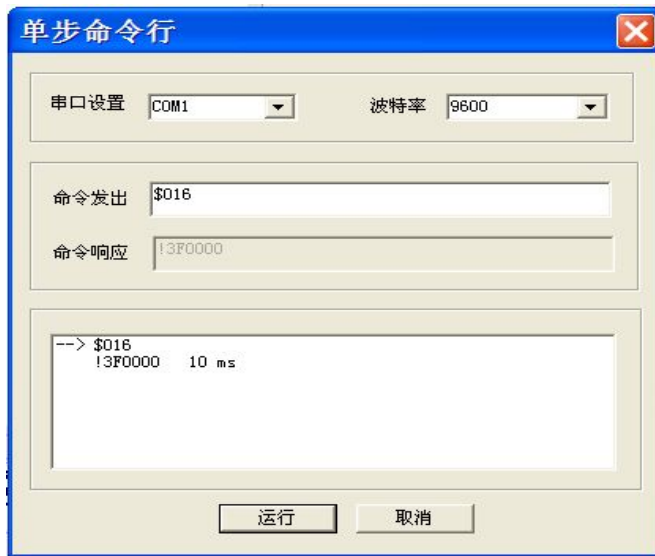 单步命令行
串口设置 COM1 波特率 9600
命令发出 $016
命令响应 !3F0000
--> $016
!3F0000 10 ms
运行 取消